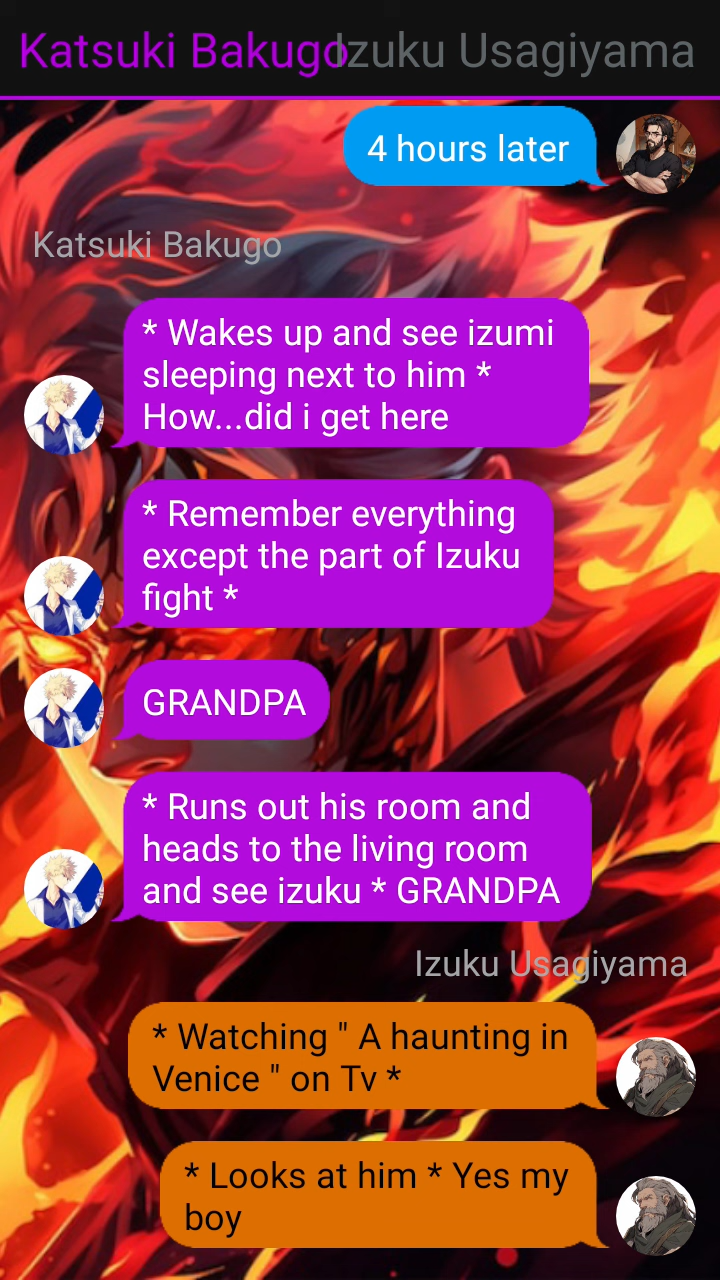 Katsuki Bakugo Izuku Usagiyama
4 hours later
Katsuki Bakugo
* Wakes up and see izumi
sleeping next to him *
How...did i get here
* Remember everything
except the part of Izuku
fight *
GRANDPA
* Runs out his room and
heads to the living room
and see izuku * GRANDPA
Izuku Usagiyama
* Watching " A haunting in
Venice " on Tv *
* Looks at him * Yes my
boy